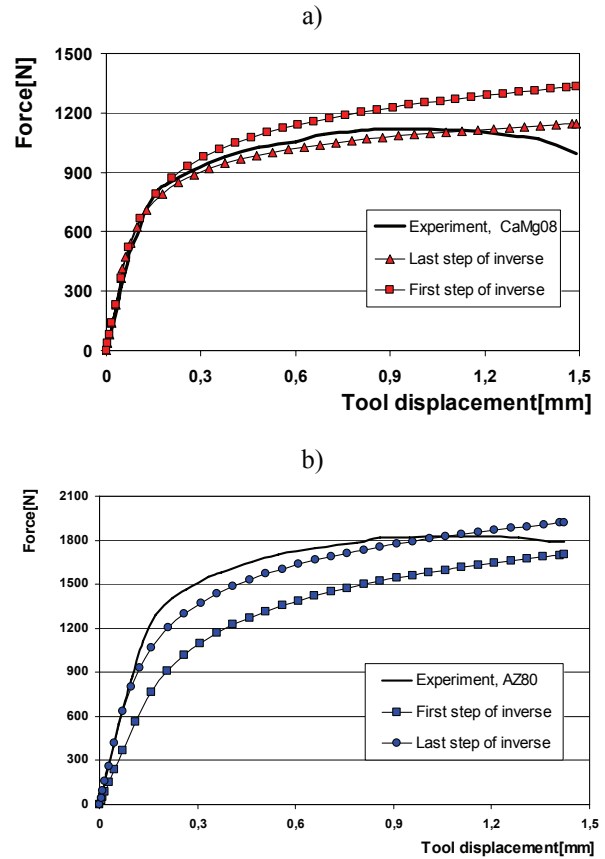 a)
1500
1200
900
600
300
0
Force[N]
Experiment, CaMg08
Last step of inverse
First step of inverse
0 0,3 0,6 0,9 1,2 1,5
Tool displacement[mm]
b)
2100
1800
1500
1200
900
600
300
0
Force[N]
Experiment, AZ80
First step of inverse
Last step of inverse
0 0,3 0,6 0,9 1,2 1,5
Tool displacement[mm]